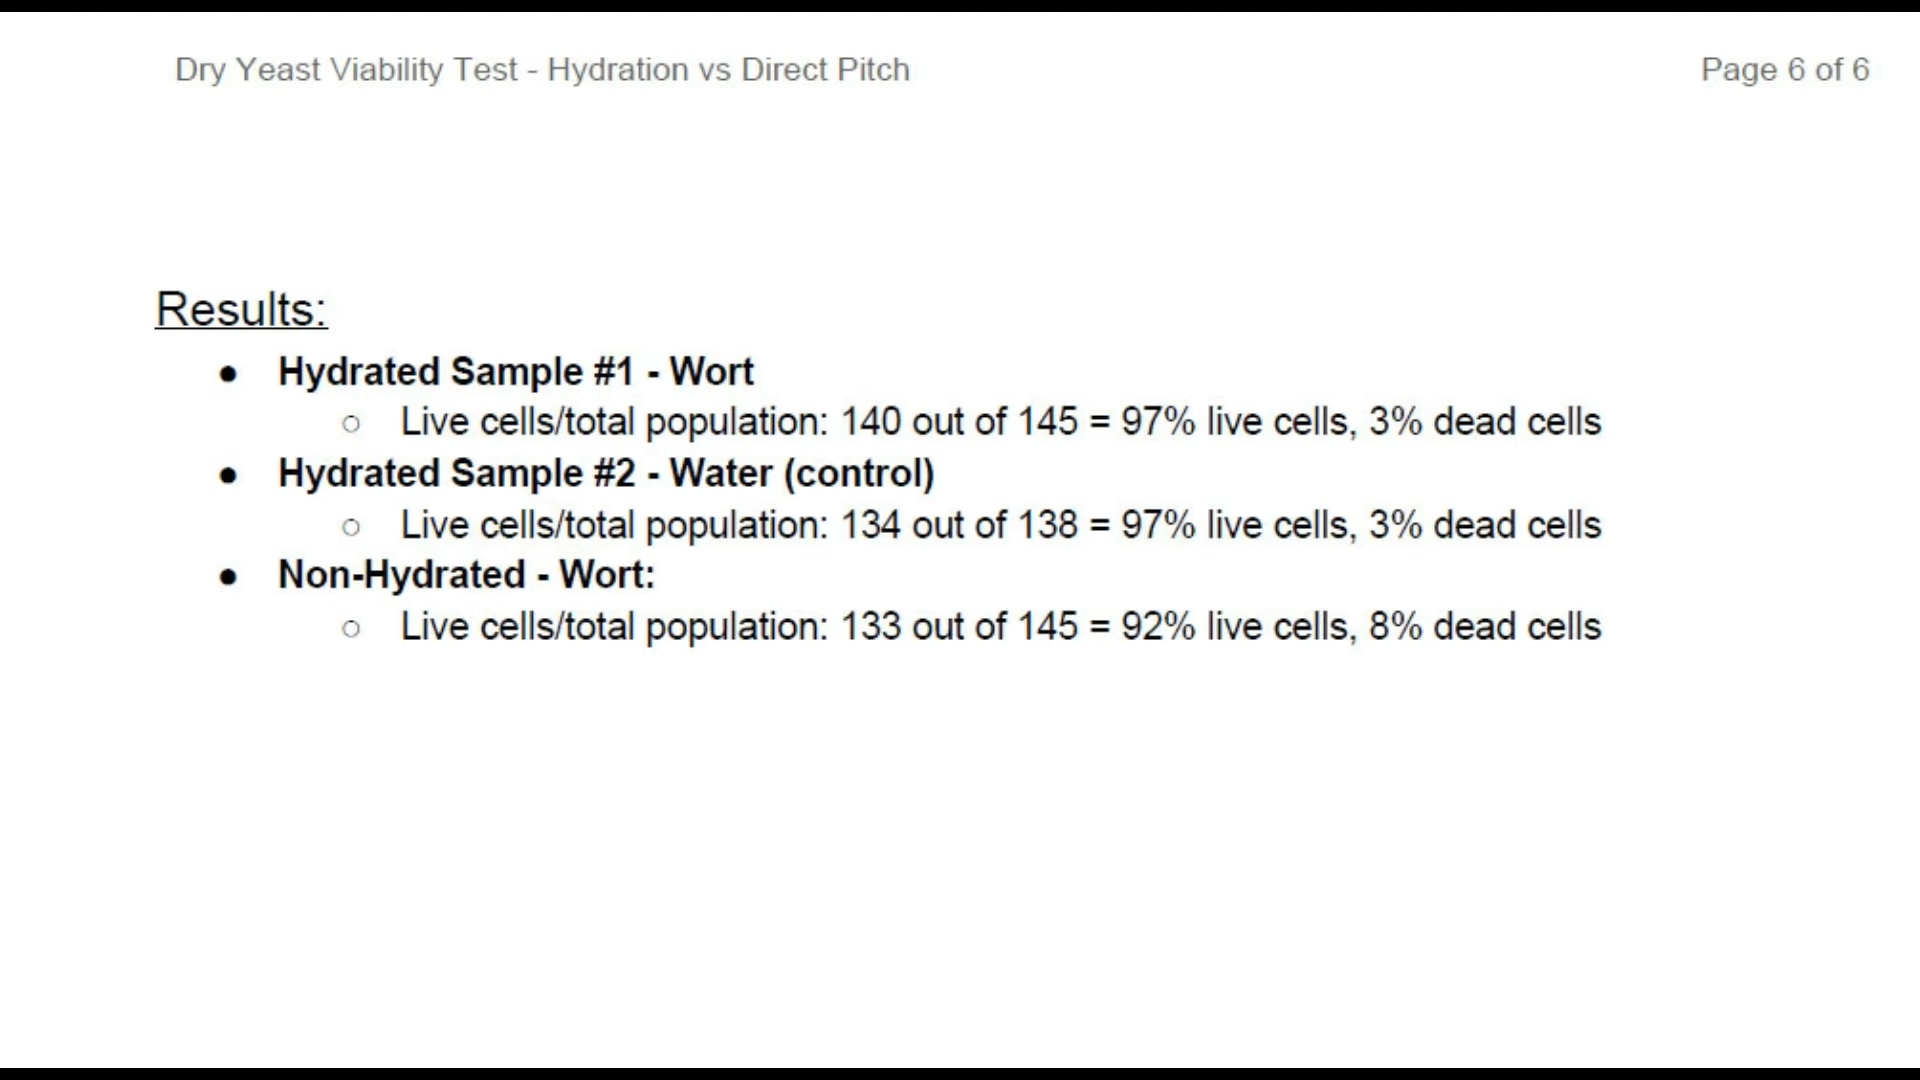 Dry Yeast Viability Test - Hydration vs Direct Pitch Page 6 of 6
Results:
● Hydrated Sample #1 - Wort
○ Live cells/total population: 140 out of 145 = 97% live cells, 3% dead cells
● Hydrated Sample #2 - Water (control)
○ Live cells/total population: 134 out of 138 = 97% live cells, 3% dead cells
● Non-Hydrated - Wort:
○ Live cells/total population: 133 out of 145 = 92% live cells, 8% dead cells